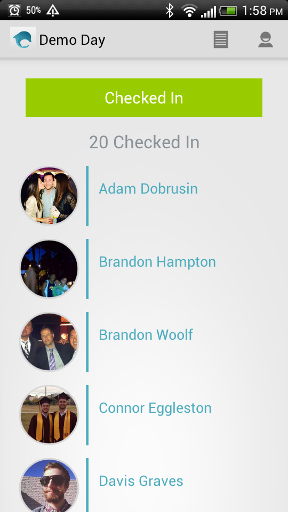 50%
1:58 PM
Demo Day
Checked In
20 Checked In
Adam Dobrusin
Brandon Hampton
Brandon Woolf
Connor Eggleston
Davis Graves